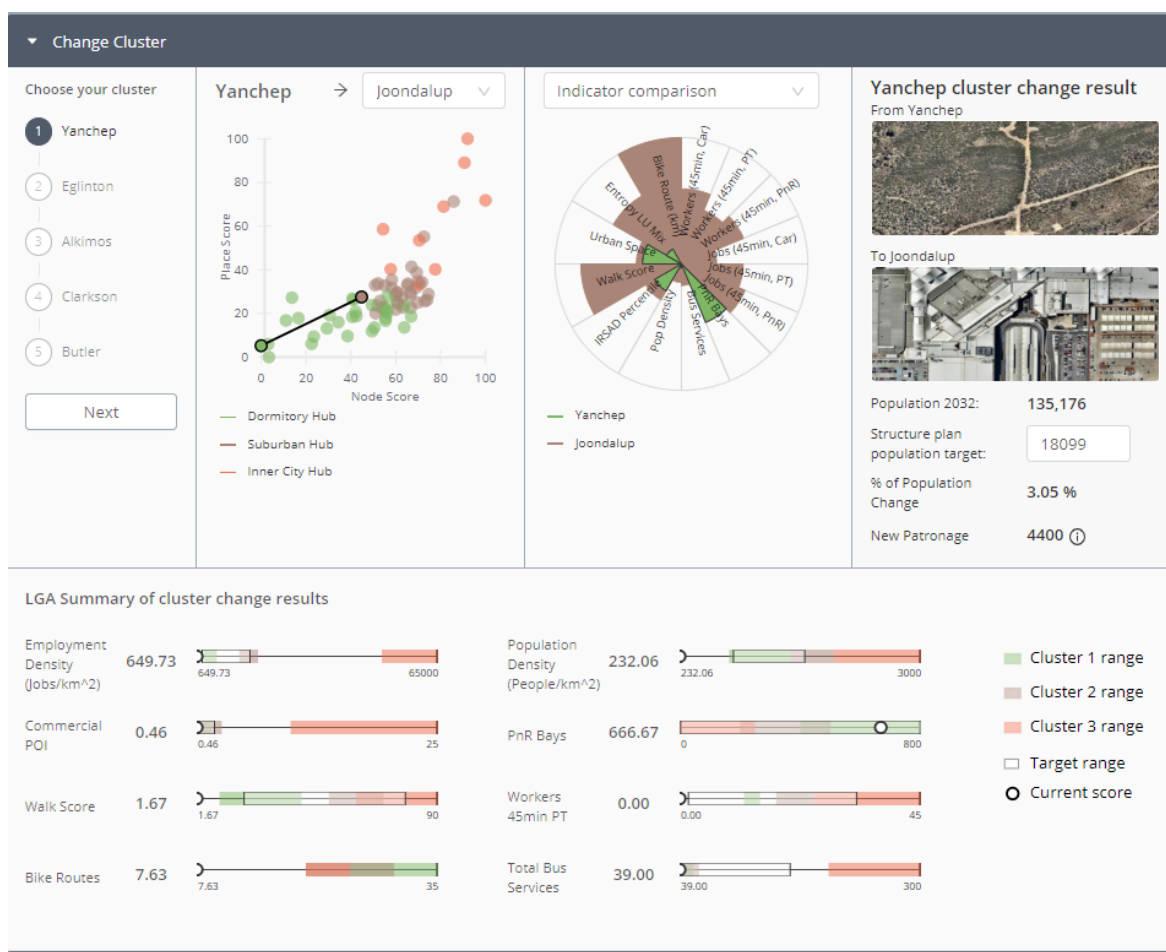 Change Cluster
Choose your cluster
1 Yanchep
2 Eglinton
3 Alkimos
4 Clarkson
5 Butler
Next
Yanchep → Joondalup
100
80
60
40
20
0
Place Score
0 20 40 60 80 100
Node Score
Dormitory Hub
Suburban Hub
Inner City Hub
Indicator comparison
Workers (45min, Car)
Workers (45min, PT)
Workers (45min, PnR)
Jobs (45min, Car)
Jobs (45min, PT)
Jobs (45min, PnR)
PnR Bays
Bus Services
Pop Density
IRSAD Percentile
Walk Score
Urban Space
Entropy LU Mix
Bike Route (km)
Yanchep
Joondalup
Yanchep cluster change result
From Yanchep
To Joondalup
Population 2032: 135,176
Structure plan
population target: 18099
% of Population
Change 3.05 %
New Patronage 4400
LGA Summary of cluster change results
Employment
Density
(Jobs/km^2) 649.73
649.73 65000
Commercial
POI 0.46
0.46 25
Walk Score 1.67
1.67 90
Bike Routes 7.63
7.63 35
Population
Density
(People/km^2) 232.06
232.06 3000
PnR Bays 666.67
0 800
Workers
45min PT 0.00
0.00 45
Total Bus
Services 39.00
39.00 300
Cluster 1 range
Cluster 2 range
Cluster 3 range
Target range
Current score